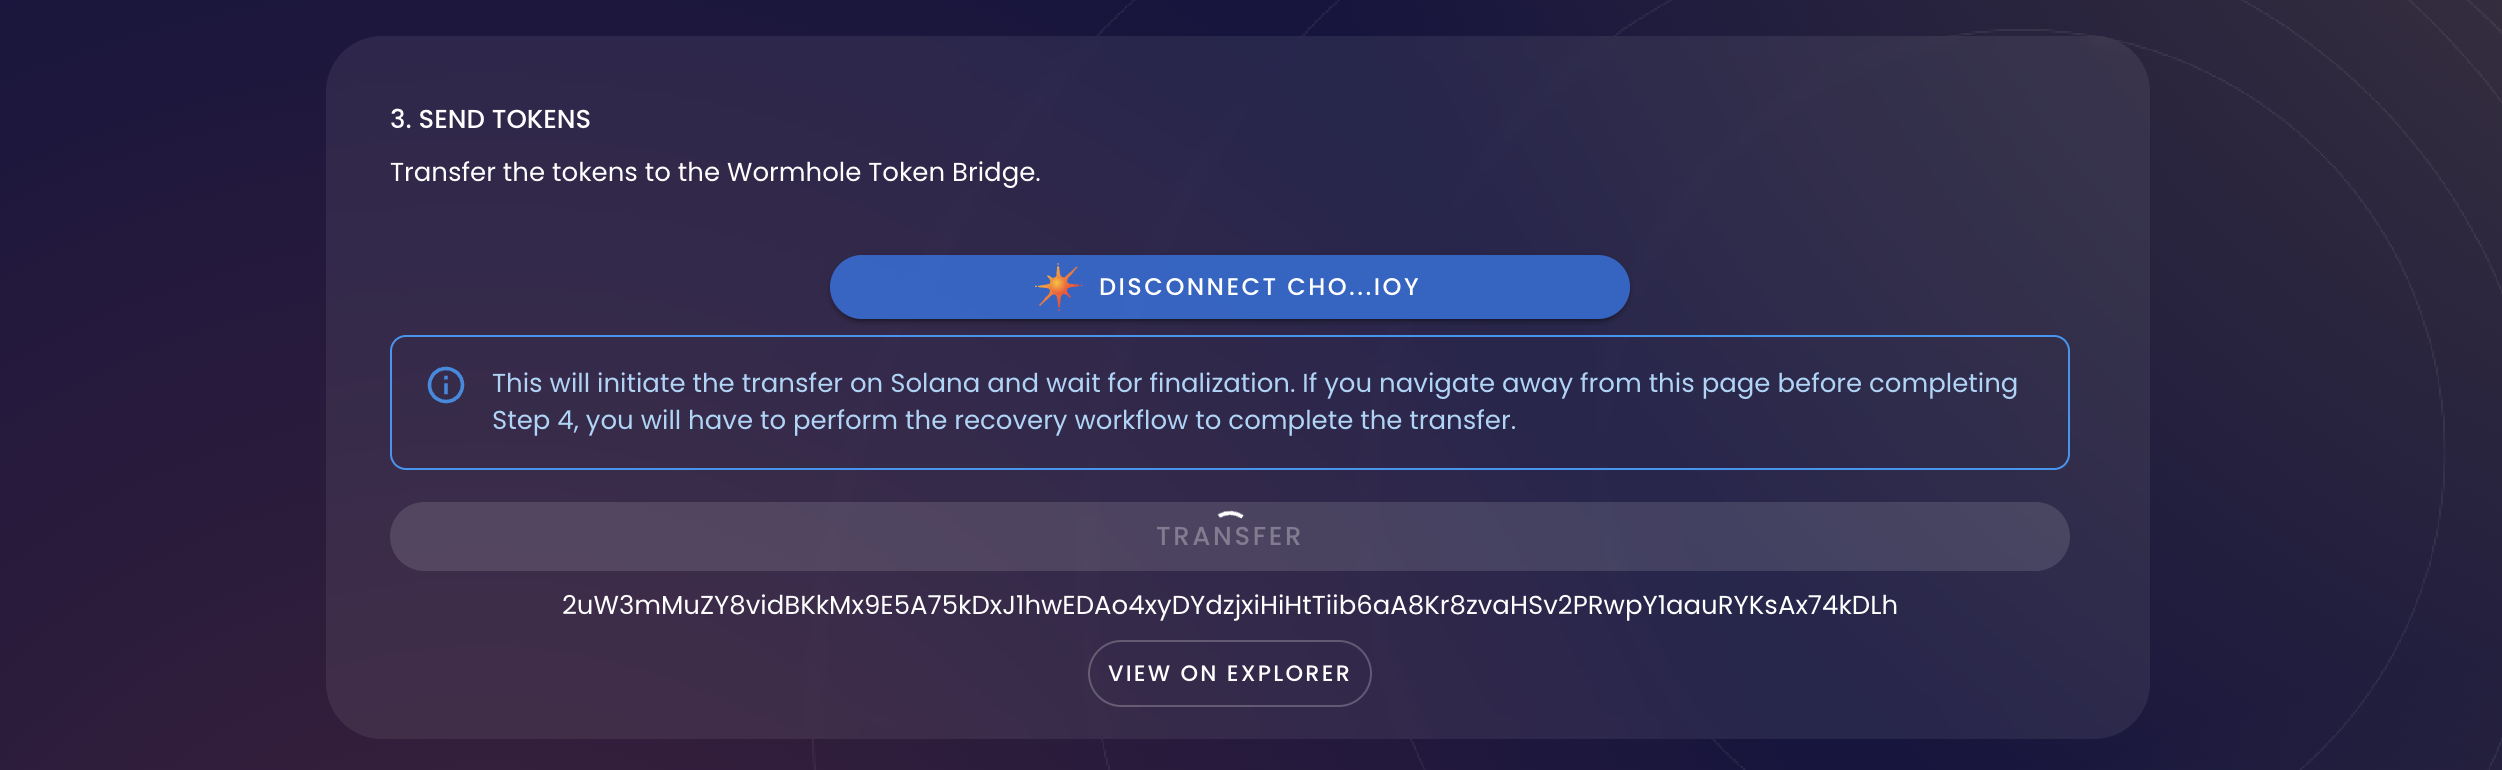 3. SEND TOKENS
Transfer the tokens to the Wormhole Token Bridge.
DISCONNECT CHO...IOY
This will initiate the transfer on Solana and wait for finalization. If you navigate away from this page before completing
Step 4, you will have to perform the recovery workflow to complete the transfer.
TRANSFER
2uW3mMuZY8vidBKkMx9E5A75kDxJ1hwEDAo4xyDYdzjxiHiHtTiib6aA8Kr8zvaHSv2PRwpY1aauRYKsAx74kDLh
VIEW ON EXPLORER